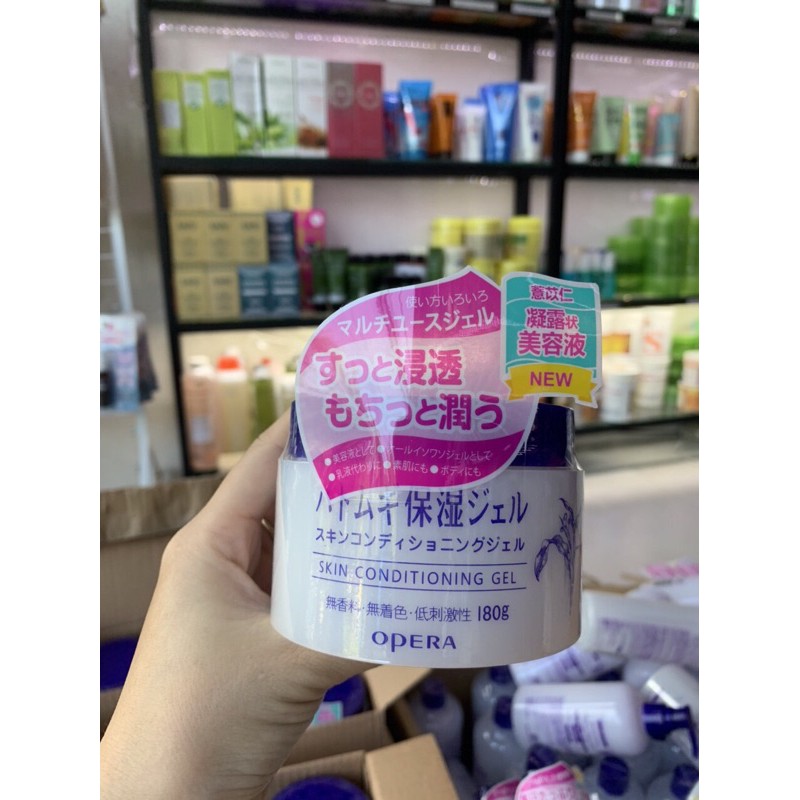 使い方いろいろ
マルチユースジェル
すっと浸透
もちっと潤う
●美容液として●オールインワンジェルとして
●乳液代わりに●素肌にも●ボディにも
薏苡仁
凝露状
美容液
NEW
ハトムギ保湿ジェル
スキンコンディショニングジェル
SKIN CONDITIONING GEL
無香料・無着色・低刺激性 180g
OPERA